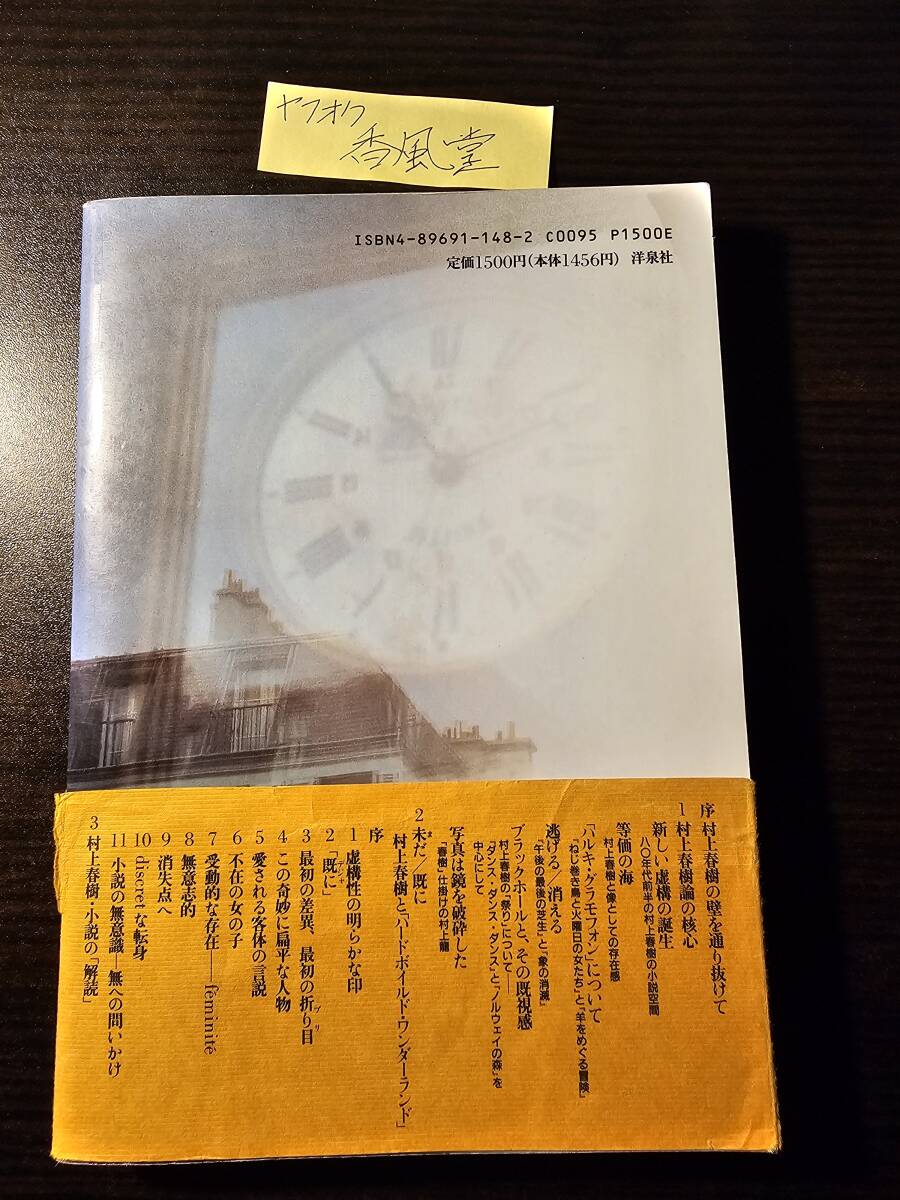 ヤフオク
香風堂
ISBN4-89691-148-2 C0095 P1500E
定価1500円(本体1456円) 洋泉社
序 村上春樹の壁を通り抜けて
1 村上春樹論の核心
新しい虚構の誕生
八〇年代前半の村上春樹の小説空間
等価の海
村上春樹と像としての存在感
「ハルキ・グラモフォン」について
「ねじ巻き鳥と火曜日の女たち」と「羊をめぐる冒険」
逃げる／消える
「午後の最後の芝生」と「象の消滅」
ブラックホールと、その既視感
村上春樹の「祭り」について——
「ダンス・ダンス・ダンス」と、「ノルウェイの森」を
中心にして
写真は鏡を破砕した
「春樹」仕掛けの村上龍
2 未だ／既に
村上春樹と「ハードボイルド・ワンダーランド」
序
1 虚構性の明らかな印
2 「既に」
3 最初の差異、最初の折り目
4 この奇妙に扁平な人物
5 愛される客体の言説
6 不在の女の子
7 受動的な存在——féminité
8 無意志的
9 消失点へ
10 discretな転身
11 小説の無意識—無への問いかけ
3 村上春樹・小説の「解読」